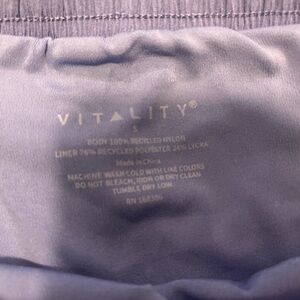 VITALITY®
S
BODY 100% RECYCLED NYLON
LINER 76% RECYCLED POLYESTER 24% LYCRA
Made in China
MACHINE WASH COLD WITH LIKE COLORS
DO NOT BLEACH, IRON OR DRY CLEAN
TUMBLE DRY LOW.
RN